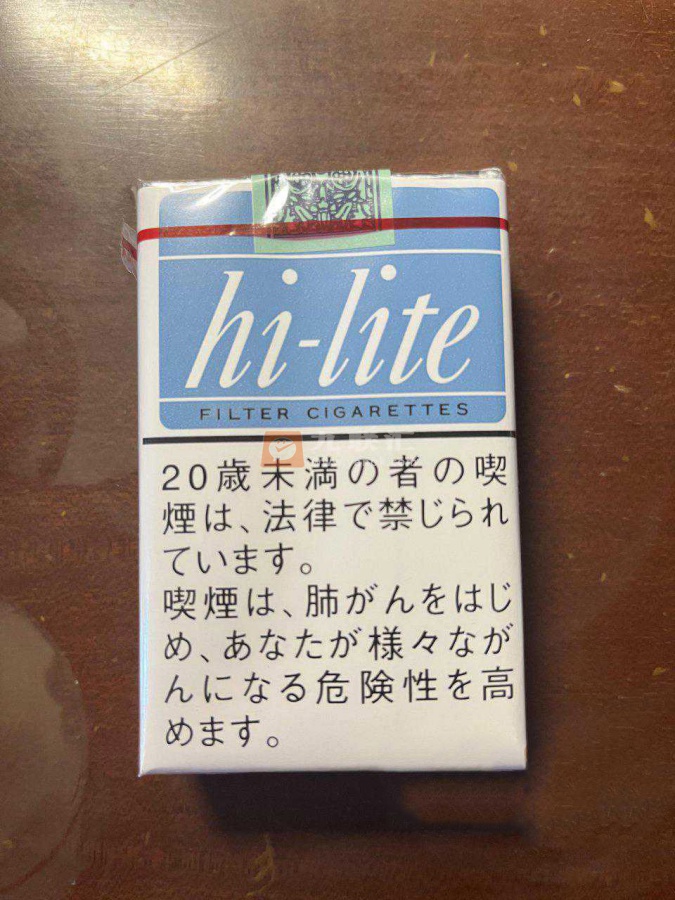 hi-lite
FILTER CIGARETTES
20歳未満の者の喫
煙は、法律で禁じられ
ています。
喫煙は、肺がんをはじ
め、あなたが様々なが
んになる危険性を高
めます。